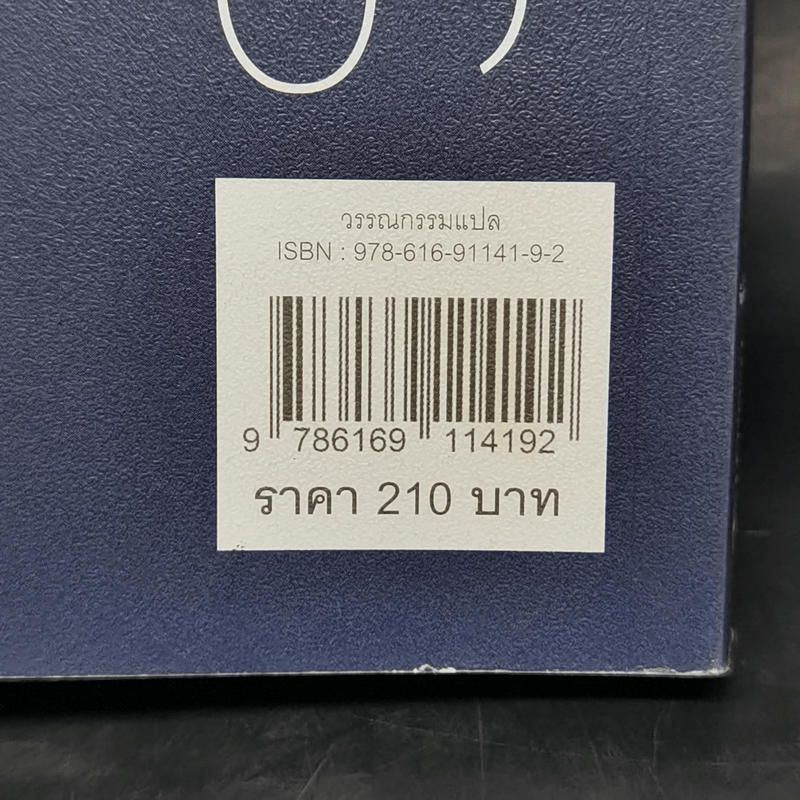 วรรณกรรมแปล
ISBN : 978-616-91141-9-2
9 786169 114192
ราคา 210 บาท